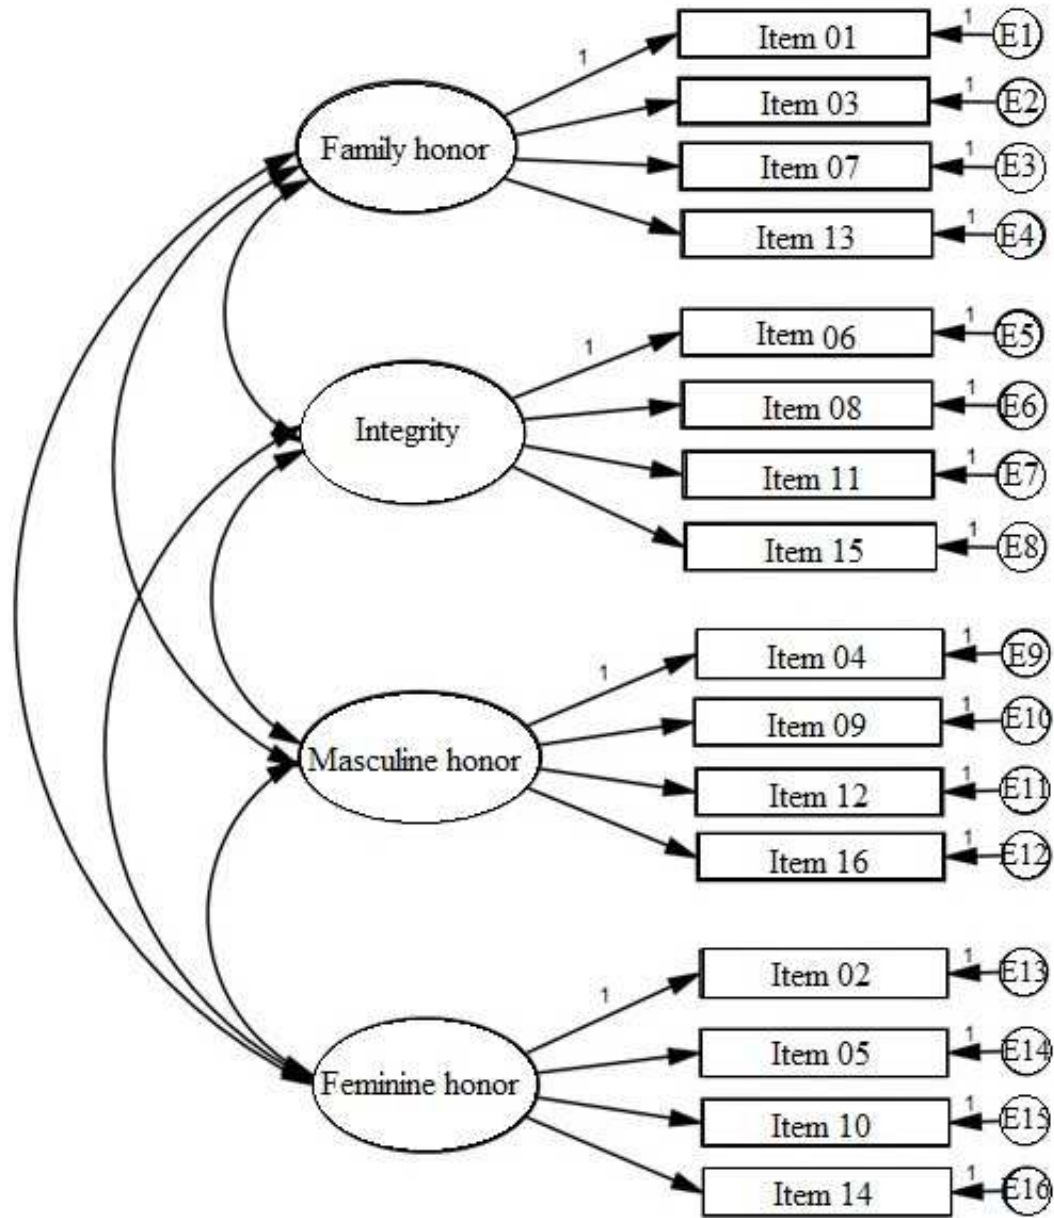 1
Item 01
1
E1
Item 03
1
E2
Family honor
Item 07
1
E3
Item 13
1
E4
1
Item 06
1
E5
Item 08
1
E6
Integrity
Item 11
1
E7
Item 15
1
E8
1
Item 04
1
E9
Item 09
1
E10
Masculine honor
Item 12
1
E11
Item 16
1
E12
1
Item 02
1
E13
Item 05
1
E14
Feminine honor
Item 10
1
E15
Item 14
1
E16